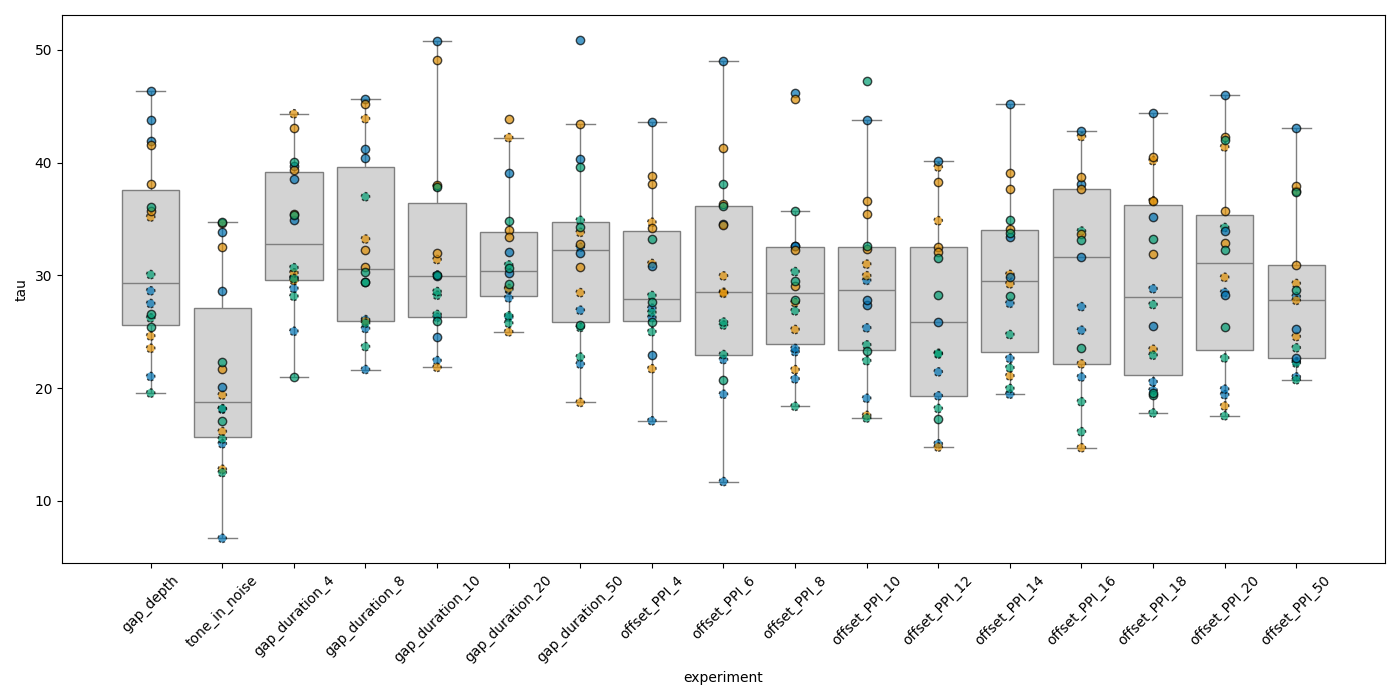 50
40
30
20
10
tau
gap_depth
tone_in_noise
gap_duration_4
gap_duration_8
gap_duration_10
gap_duration_20
gap_duration_50
offset_PPI_4
offset_PPI_6
offset_PPI_8
offset_PPI_10
offset_PPI_12
offset_PPI_14
offset_PPI_16
offset_PPI_18
offset_PPI_20
offset_PPI_50
experiment